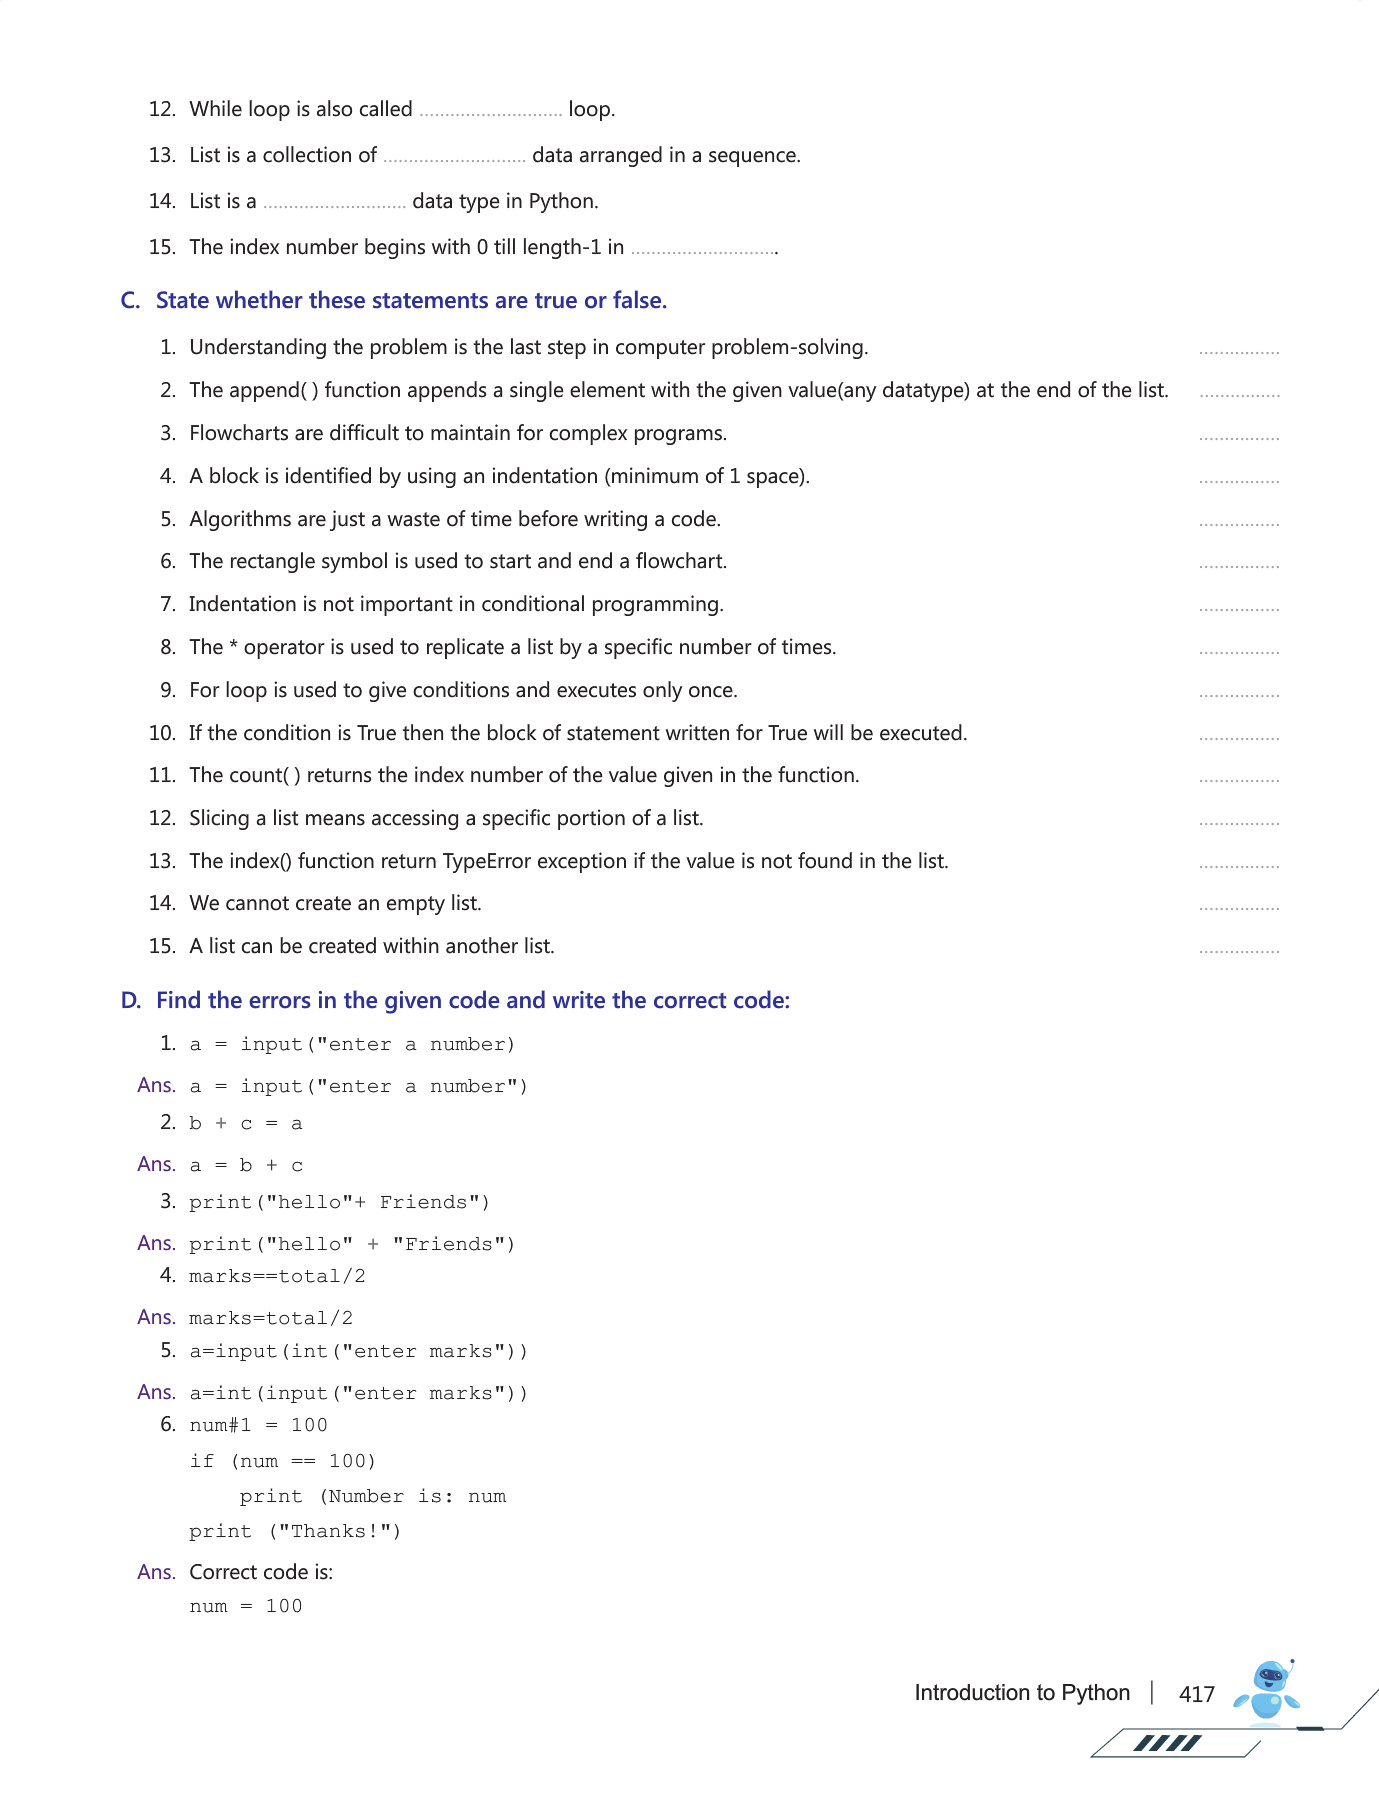 12. While loop is also called ............................ loop.
13. List is a collection of ............................ data arranged in a sequence.
14. List is a ............................ data type in Python.
15. The index number begins with 0 till length-1 in .............................
C. State whether these statements are true or false.
1. Understanding the problem is the last step in computer problem-solving. ................
2. The append( ) function appends a single element with the given value(any datatype) at the end of the list. ................
3. Flowcharts are difficult to maintain for complex programs. ................
4. A block is identified by using an indentation (minimum of 1 space). ................
5. Algorithms are just a waste of time before writing a code. ................
6. The rectangle symbol is used to start and end a flowchart. ................
7. Indentation is not important in conditional programming. ................
8. The * operator is used to replicate a list by a specific number of times. ................
9. For loop is used to give conditions and executes only once. ................
10. If the condition is True then the block of statement written for True will be executed. ................
11. The count( ) returns the index number of the value given in the function. ................
12. Slicing a list means accessing a specific portion of a list. ................
13. The index() function return TypeError exception if the value is not found in the list. ................
14. We cannot create an empty list. ................
15. A list can be created within another list. ................
D. Find the errors in the given code and write the correct code:
1. a = input("enter a number)
Ans. a = input("enter a number")
2. b + c = a
Ans. a = b + c
3. print("hello"+ Friends")
Ans. print("hello" + "Friends")
4. marks==total/2
Ans. marks=total/2
5. a=input(int("enter marks"))
Ans. a=int(input("enter marks"))
6. num#1 = 100
if (num == 100)
print (Number is: num
print ("Thanks!")
Ans. Correct code is:
num = 100
Introduction to Python | 417